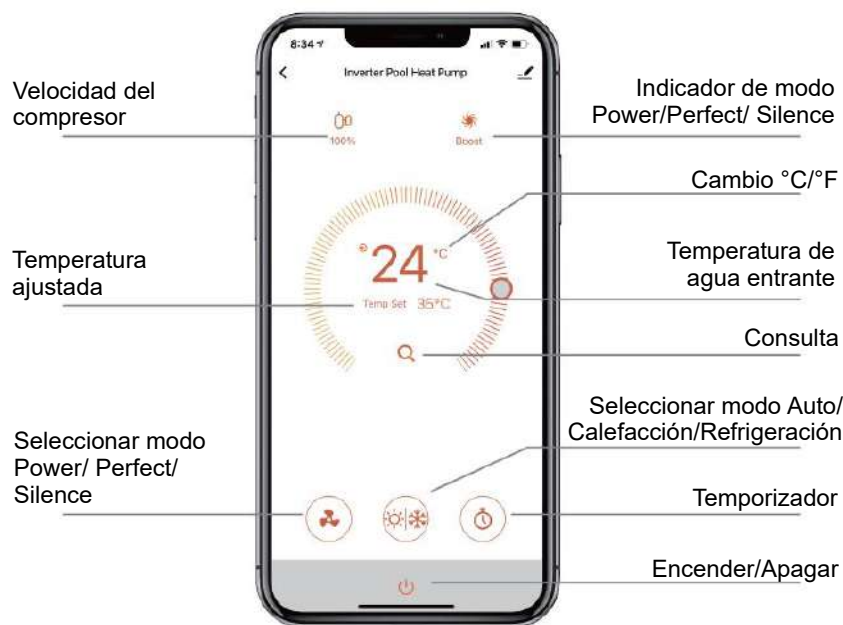 8:34
Inverter Pool Heat Pump
Velocidad del
compresor
100%
Boost
Indicador de modo
Power/Perfect/ Silence
Cambio °C/°F
24 °C
Temperatura
ajustada
Temp Set 35°C
Temperatura de
agua entrante
Consulta
Seleccionar modo Auto/
Calefacción/Refrigeración
Seleccionar modo
Power/ Perfect/
Silence
Temporizador
Encender/Apagar